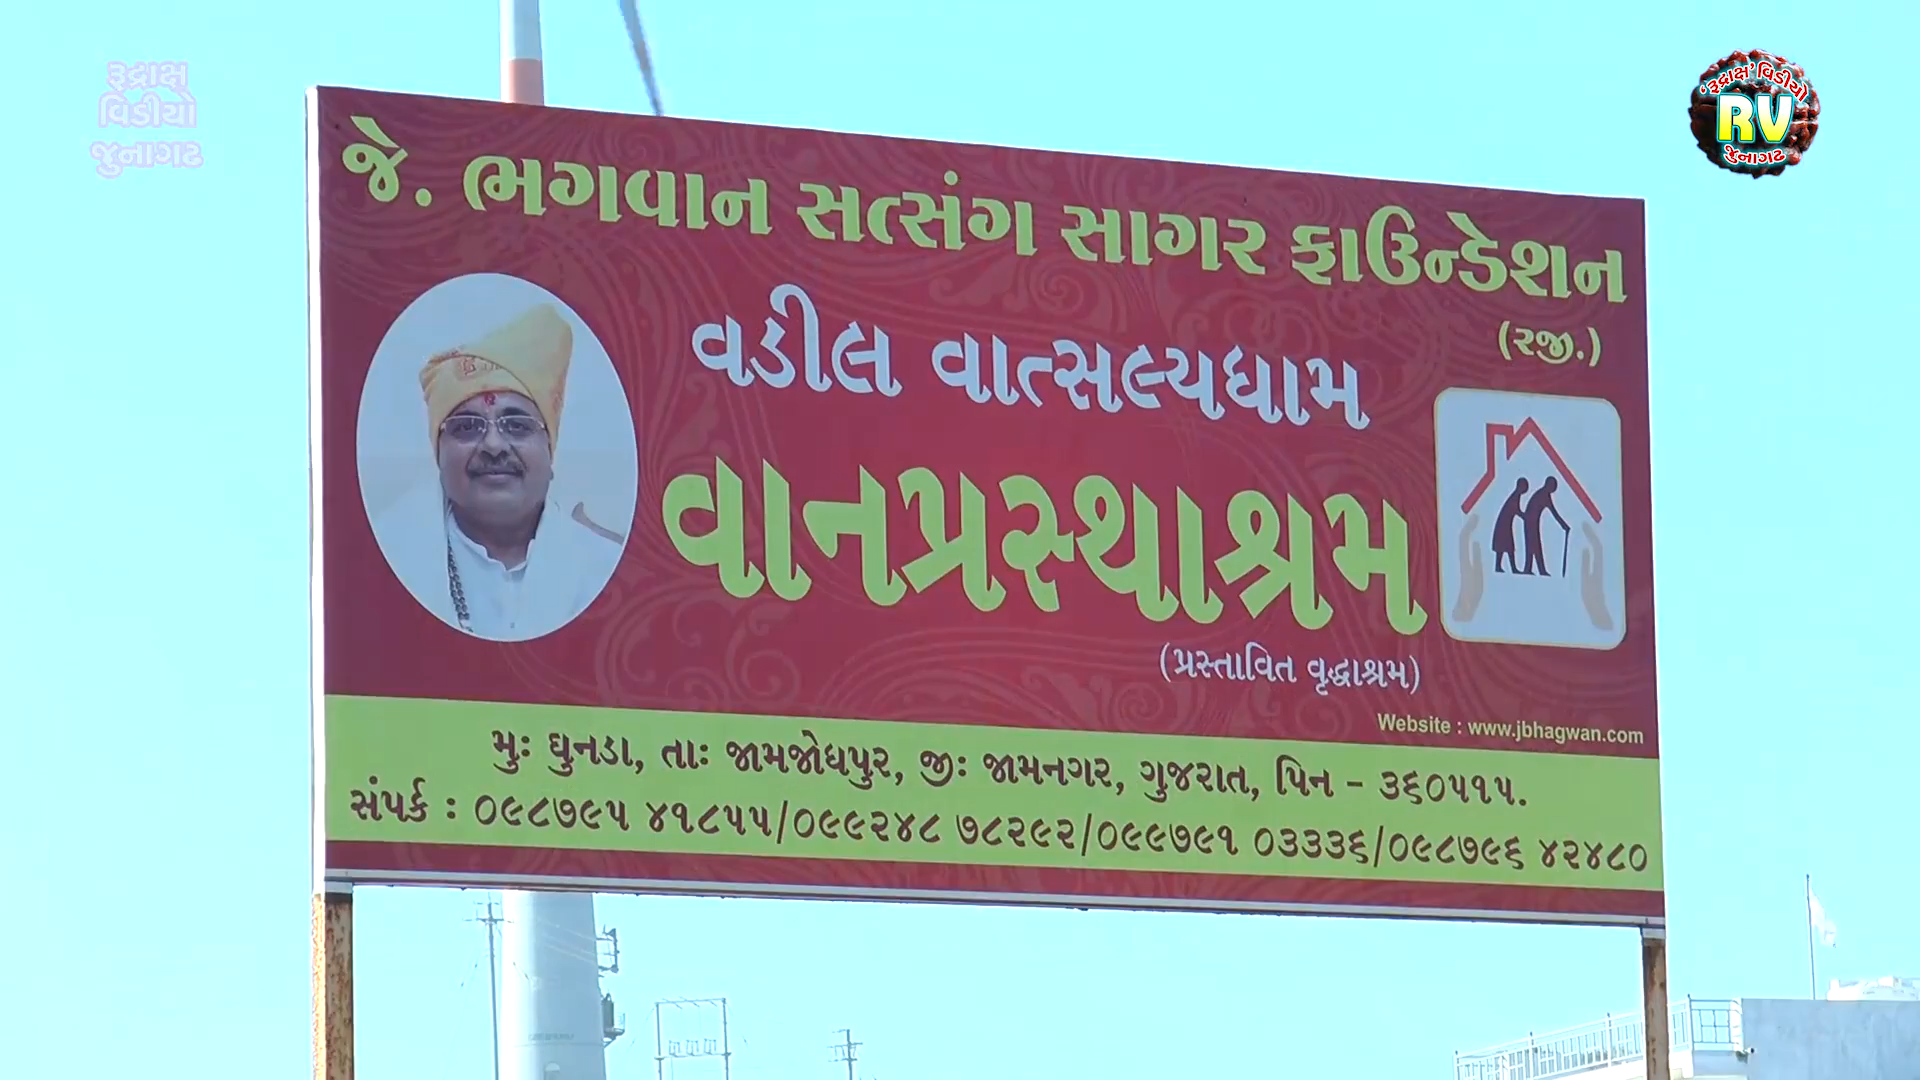 રૂદ્રાક્ષ
વિડીયો
જુનાગઢ
'રૂદ્રાક્ષ' વિડીયો
RV
જુનાગઢ
જે. ભગવાન સત્સંગ સાગર ફાઉન્ડેશન
(રજી.)
વડીલ વાત્સલ્યધામ
વાનપ્રસ્થાશ્રમ
(પ્રસ્તાવિત વૃદ્ધાશ્રમ)
Website : www.jbhagwan.com
મુઃ ઘુનડા, તાઃ જામજોધપુર, જીઃ જામનગર, ગુજરાત, પિન - ૩૬૦૫૧૫.
સંપર્ક : ૦૯૮૭૯૫ ૪૧૮૫૫/૦૯૯૨૪૮ ૭૮૨૯૨/૦૯૯૭૯૧ ૦૩૩૩૬/૦૯૮૭૯૬ ૪૨૪૮૦